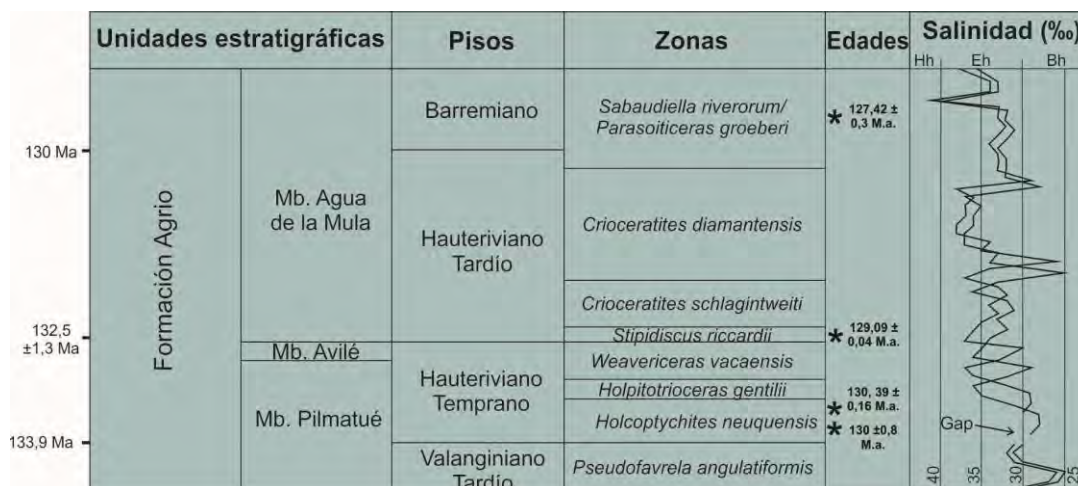 Unidades estratigráficas
Pisos
Zonas
Edades
Salinidad (‰)
Hh
Eh
Bh
130 Ma
132,5
±1,3 Ma
133,9 Ma
Formación Agrio
Mb. Agua
de la Mula
Mb. Avilé
Mb. Pilmatué
Barremiano
Hauteriviano
Tardío
Hauteriviano
Temprano
Valanginiano
Tardío
Sabaudiella riverorum/
Parasoiticeras groeberi
Crioceratites diamantensis
Crioceratites schlagintweiti
Stipidiscus riccardii
Weavericeras vacaensis
Holpitotrioceras gentilii
Holcoptychites neuquensis
Pseudofavrela angulatiformis
* 127,42 ±
0,3 M.a.
* 129,09 ±
0,04 M.a.
130, 39 ±
* 0,16 M.a.
* 130 ±0,8
M.a.
Gap
40
35
30
25